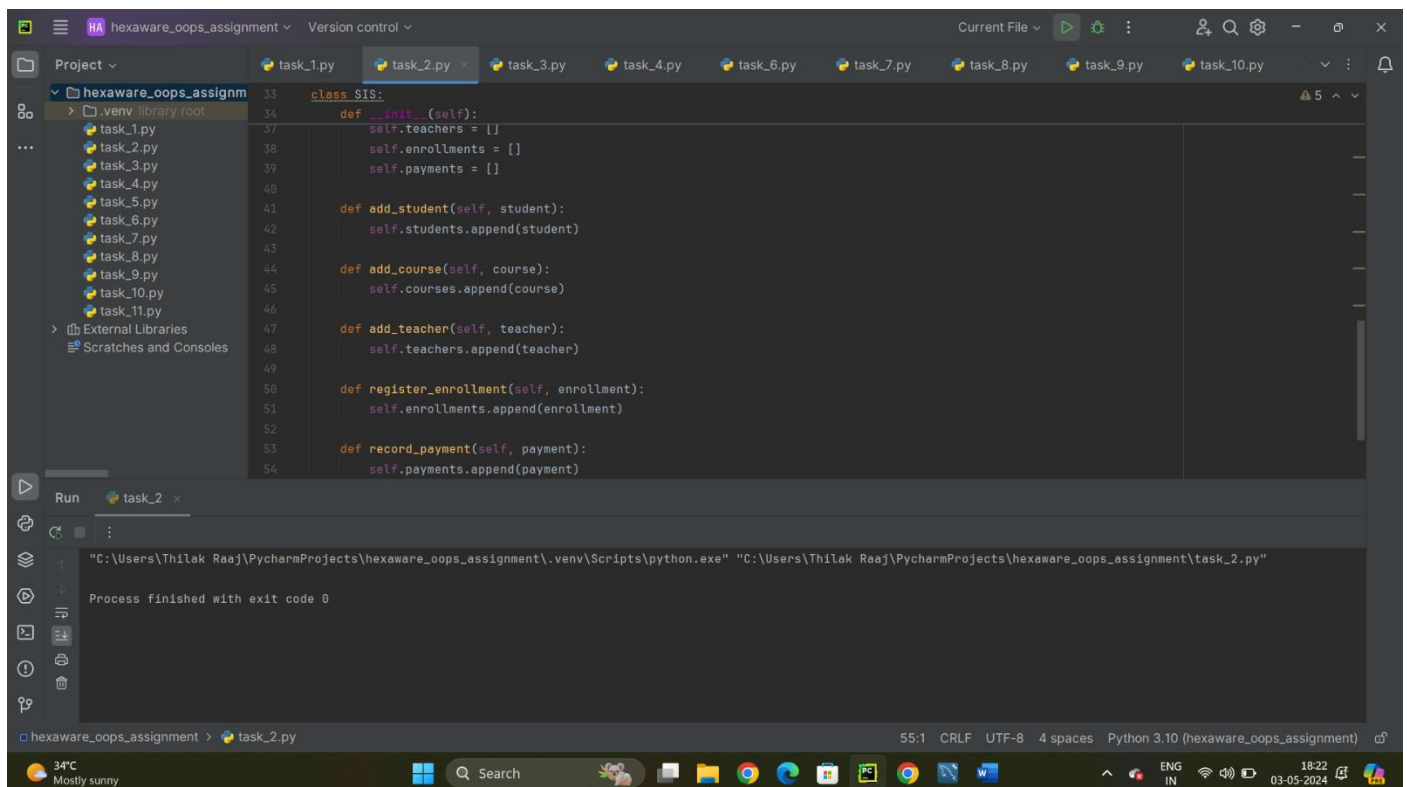 HA hexaware_oops_assignment Version control Current File
Project
task_1.py task_2.py task_3.py task_4.py task_6.py task_7.py task_8.py task_9.py task_10.py
hexaware_oops_assignm
.venv library root
task_1.py
task_2.py
task_3.py
task_4.py
task_5.py
task_6.py
task_7.py
task_8.py
task_9.py
task_10.py
task_11.py
External Libraries
Scratches and Consoles
5
33 class SIS:
34 def __init__(self):
37 self.teachers = []
38 self.enrollments = []
39 self.payments = []
40
41 def add_student(self, student):
42 self.students.append(student)
43
44 def add_course(self, course):
45 self.courses.append(course)
46
47 def add_teacher(self, teacher):
48 self.teachers.append(teacher)
49
50 def register_enrollment(self, enrollment):
51 self.enrollments.append(enrollment)
52
53 def record_payment(self, payment):
54 self.payments.append(payment)
Run task_2
"C:\Users\Thilak Raaj\PycharmProjects\hexaware_oops_assignment\.venv\Scripts\python.exe" "C:\Users\Thilak Raaj\PycharmProjects\hexaware_oops_assignment\task_2.py"
Process finished with exit code 0
hexaware_oops_assignment > task_2.py 55:1 CRLF UTF-8 4 spaces Python 3.10 (hexaware_oops_assignment)
34°C
Mostly sunny
Search
ENG
IN
18:22
03-05-2024